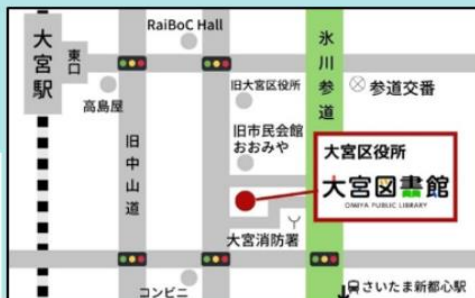 RaiBoC Hall
大宮駅
東口
高島屋
旧中山道
旧大宮区役所
旧市民会館
おおみや
氷川参道
参道交番
大宮区役所
大宮図書館
OMIYA PUBLIC LIBRARY
大宮消防署
コンビニ
さいたま新都心駅